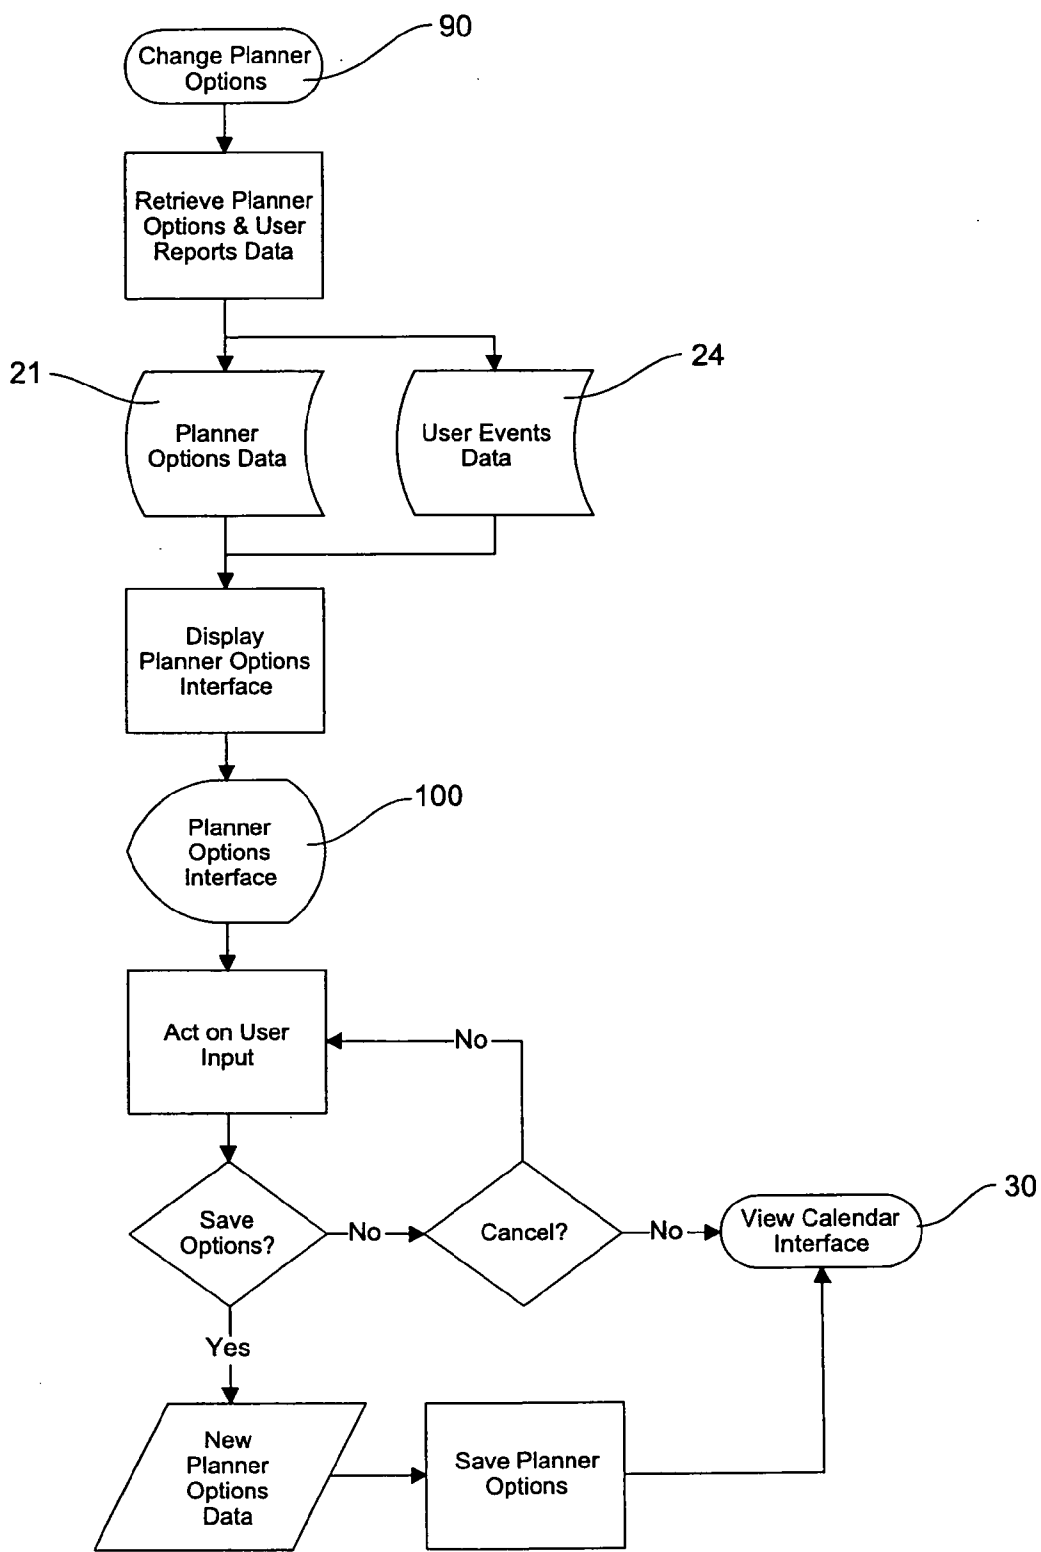 90
Change Planner
Options
Retrieve Planner
Options & User
Reports Data
21
24
Planner
Options Data
User Events
Data
Display
Planner Options
Interface
100
Planner
Options
Interface
Act on User
Input
No
30
Save
Options?
No
Cancel?
No
View Calendar
Interface
Yes
New
Planner
Options
Data
Save Planner
Options